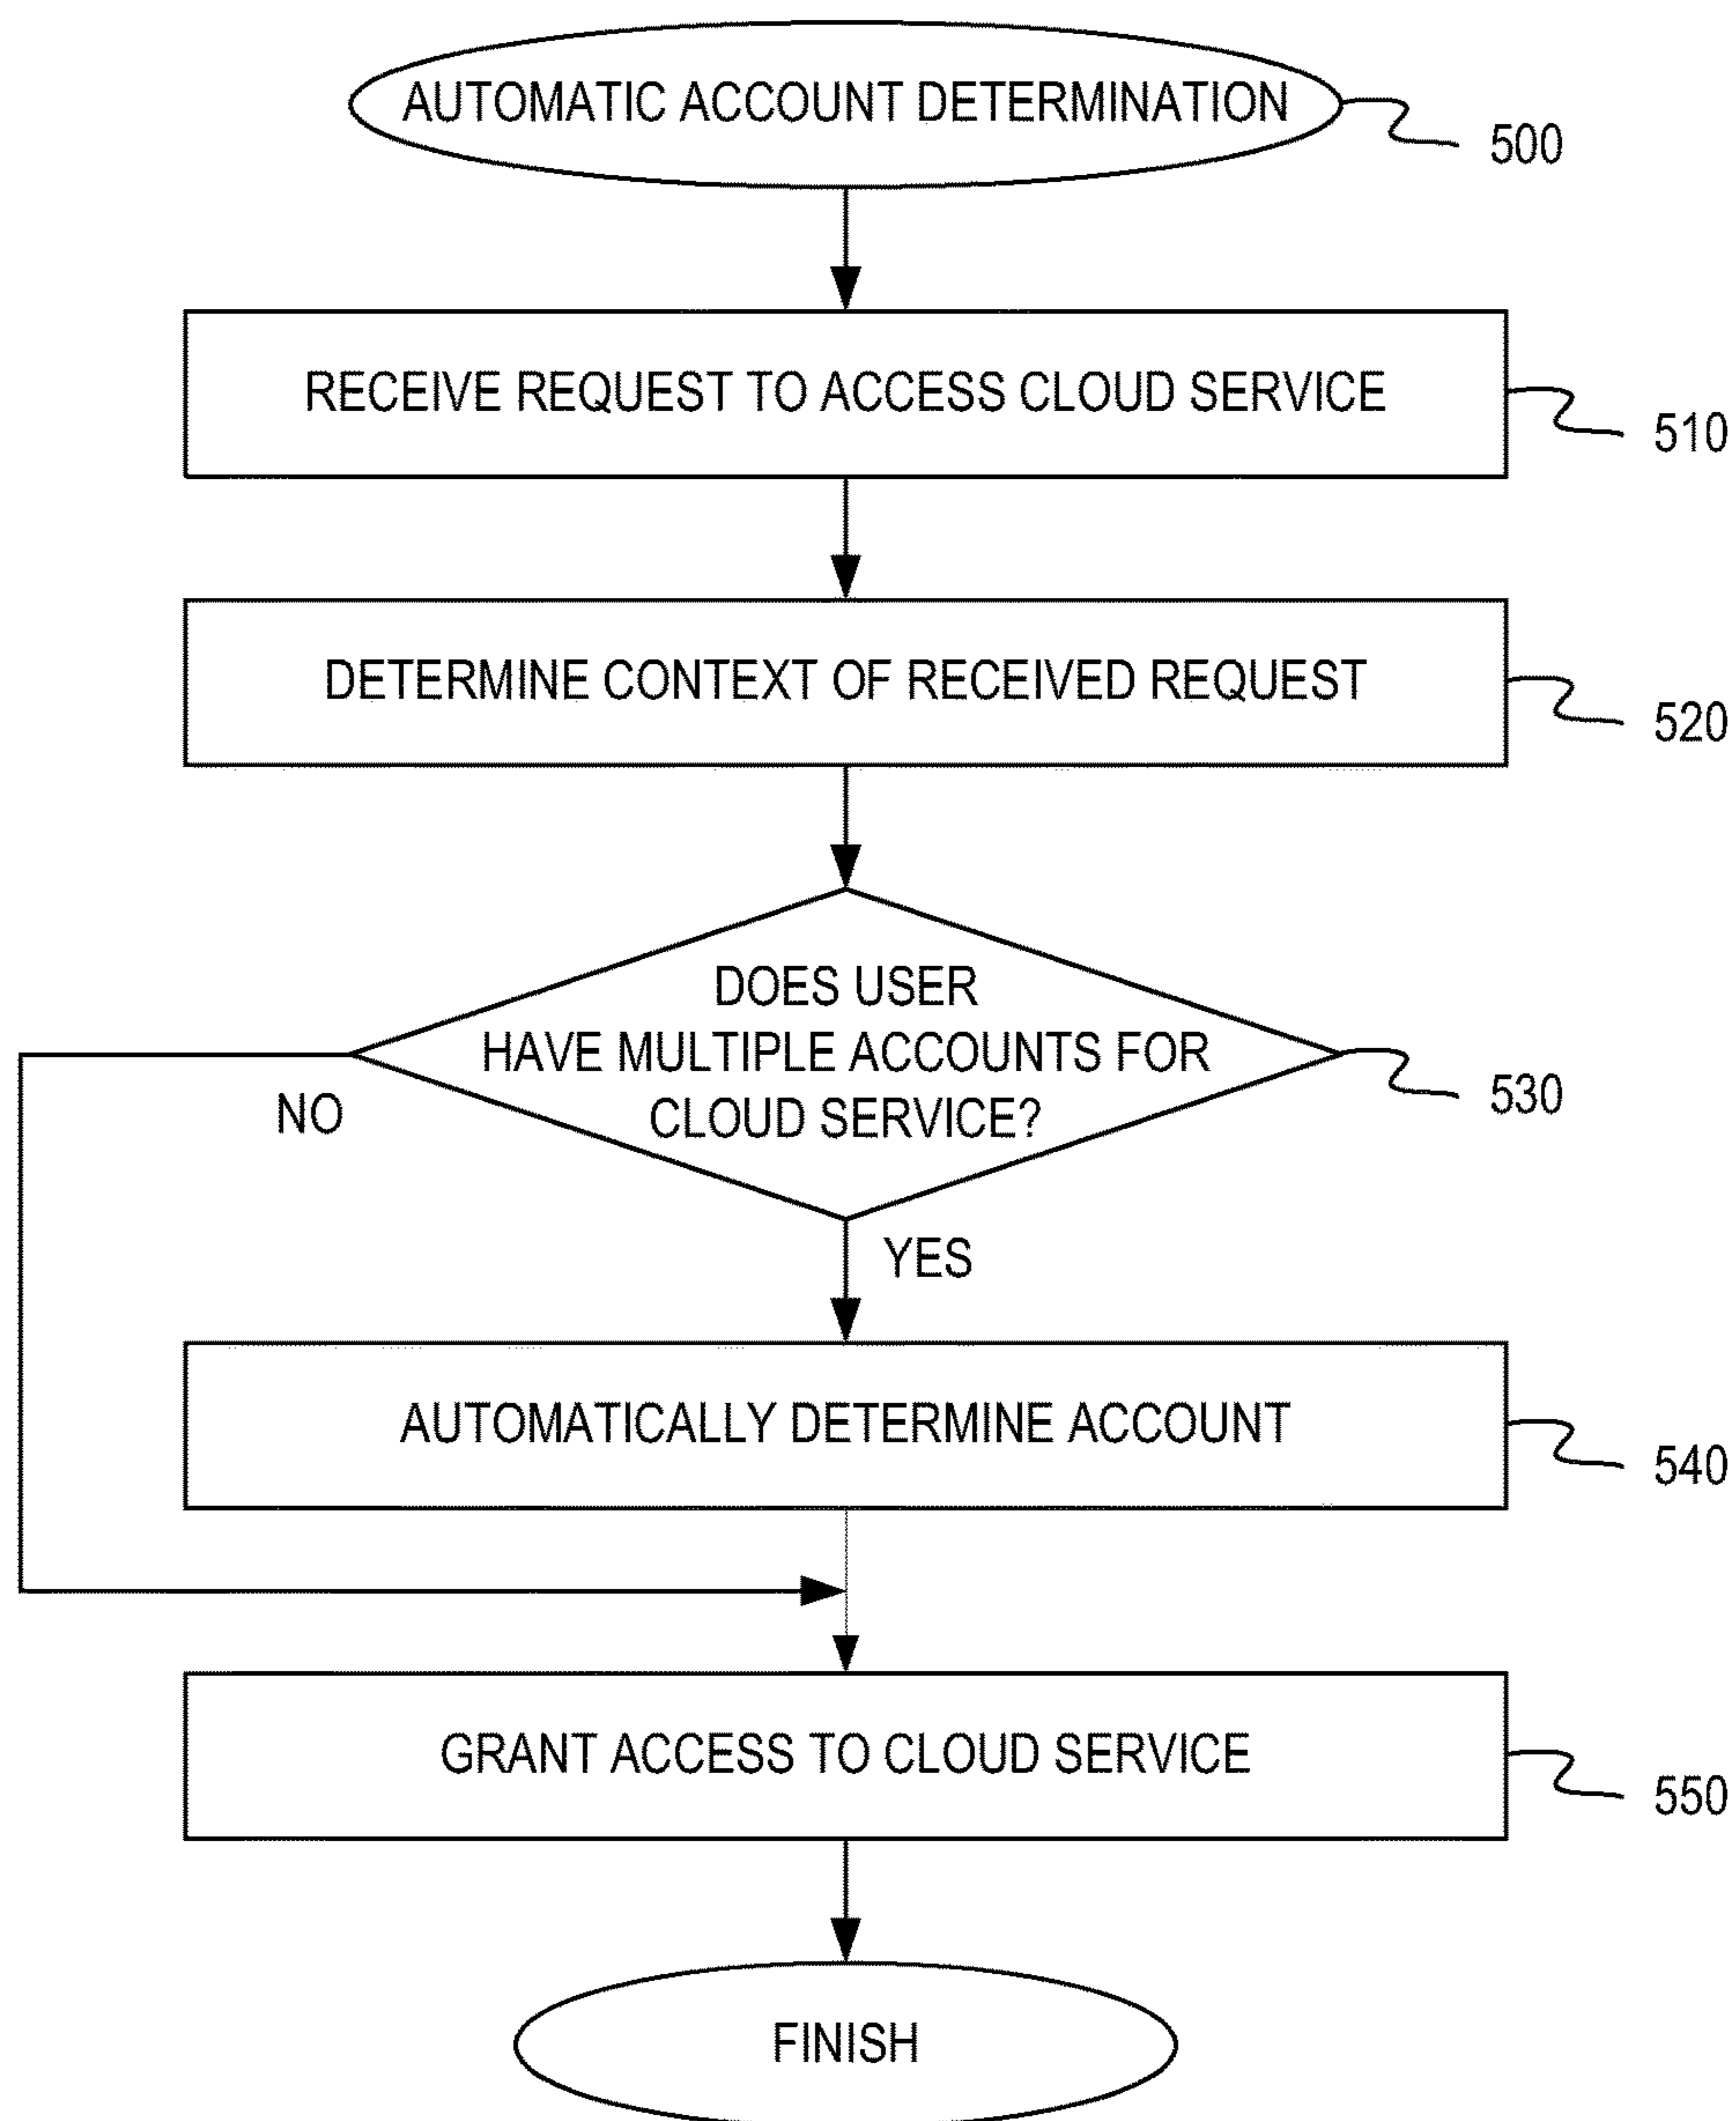 AUTOMATIC ACCOUNT DETERMINATION
500
RECEIVE REQUEST TO ACCESS CLOUD SERVICE
510
DETERMINE CONTEXT OF RECEIVED REQUEST
520
DOES USER
HAVE MULTIPLE ACCOUNTS FOR
CLOUD SERVICE?
530
NO
YES
AUTOMATICALLY DETERMINE ACCOUNT
540
GRANT ACCESS TO CLOUD SERVICE
550
FINISH